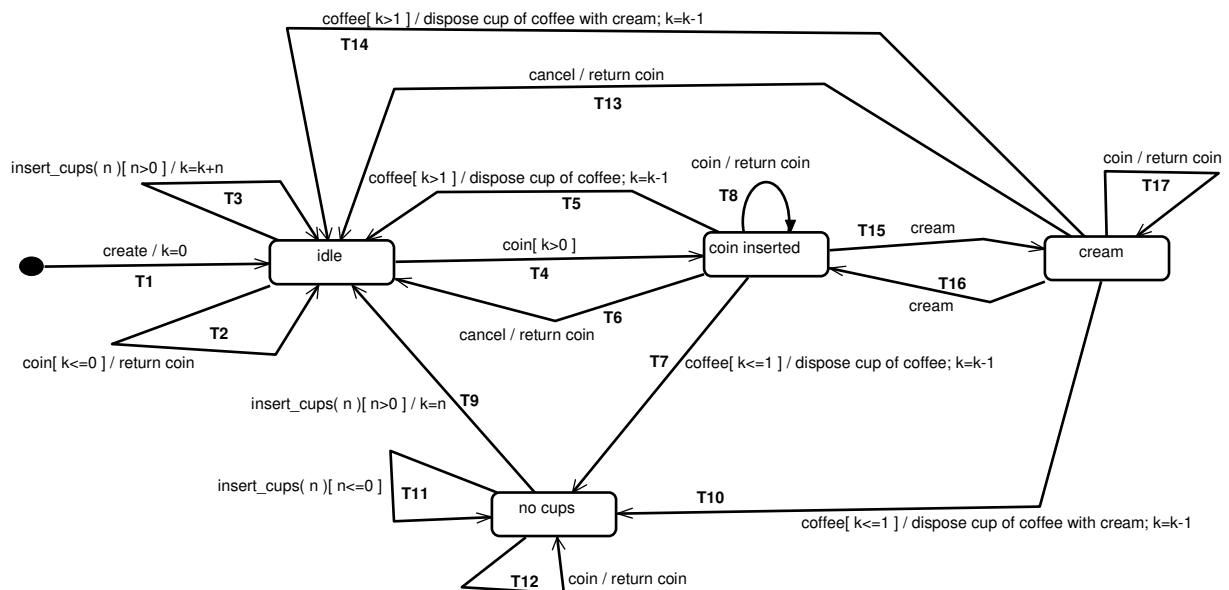 coffee[ k>1 ] / dispose cup of coffee with cream; k=k-1
T14
cancel / return coin
T13
insert_cups( n )[ n>0 ] / k=k+n
T3
coffee[ k>1 ] / dispose cup of coffee; k=k-1
T5
coin / return coin
T8
coin / return coin
T17
create / k=0
T1
idle
coin[ k>0 ]
T4
coin inserted
T15
cream
cream
T16
cream
T2
coin[ k<=0 ] / return coin
T6
cancel / return coin
T7
coffee[ k<=1 ] / dispose cup of coffee; k=k-1
insert_cups( n )[ n>0 ] / k=n
T9
insert_cups( n )[ n<=0 ]
T11
no cups
T10
coffee[ k<=1 ] / dispose cup of coffee with cream; k=k-1
T12
coin / return coin